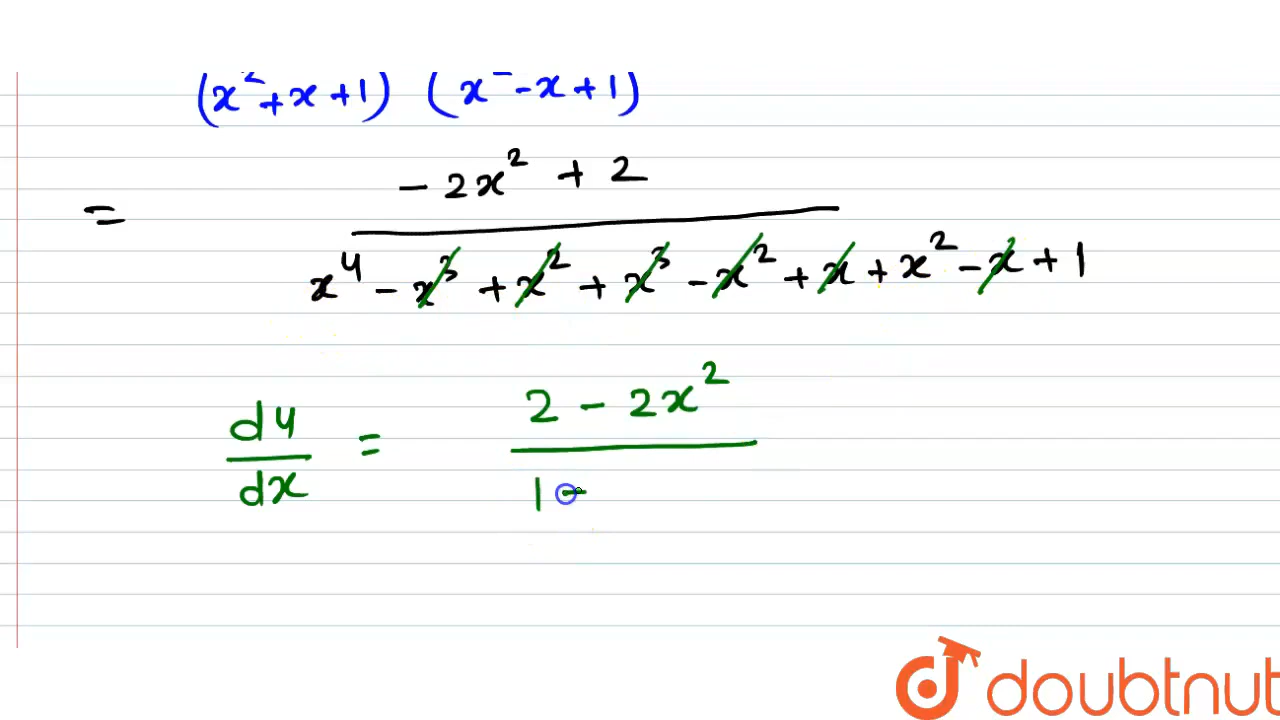 (x²+x+1) (x²-x+1)
-2x² + 2
=
x⁴ - x³ + x² + x³ - x² + x + x² - x + 1
2 - 2x²
dy
=
dx
1 -
doubtnut